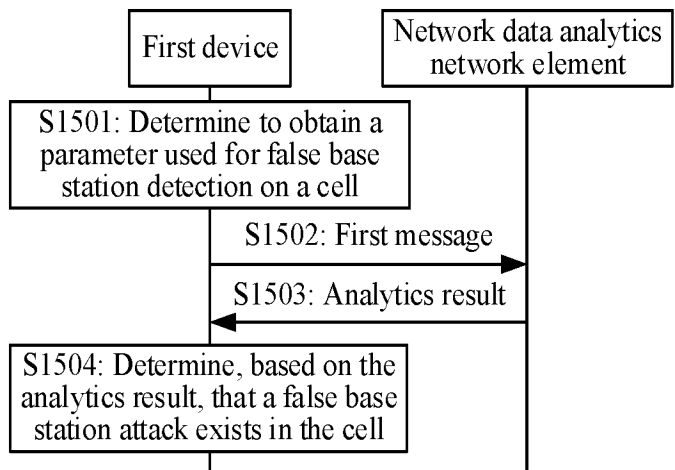 First device
Network data analytics
network element
S1501: Determine to obtain a
parameter used for false base
station detection on a cell
S1502: First message
S1503: Analytics result
S1504: Determine, based on the
analytics result, that a false base
station attack exists in the cell